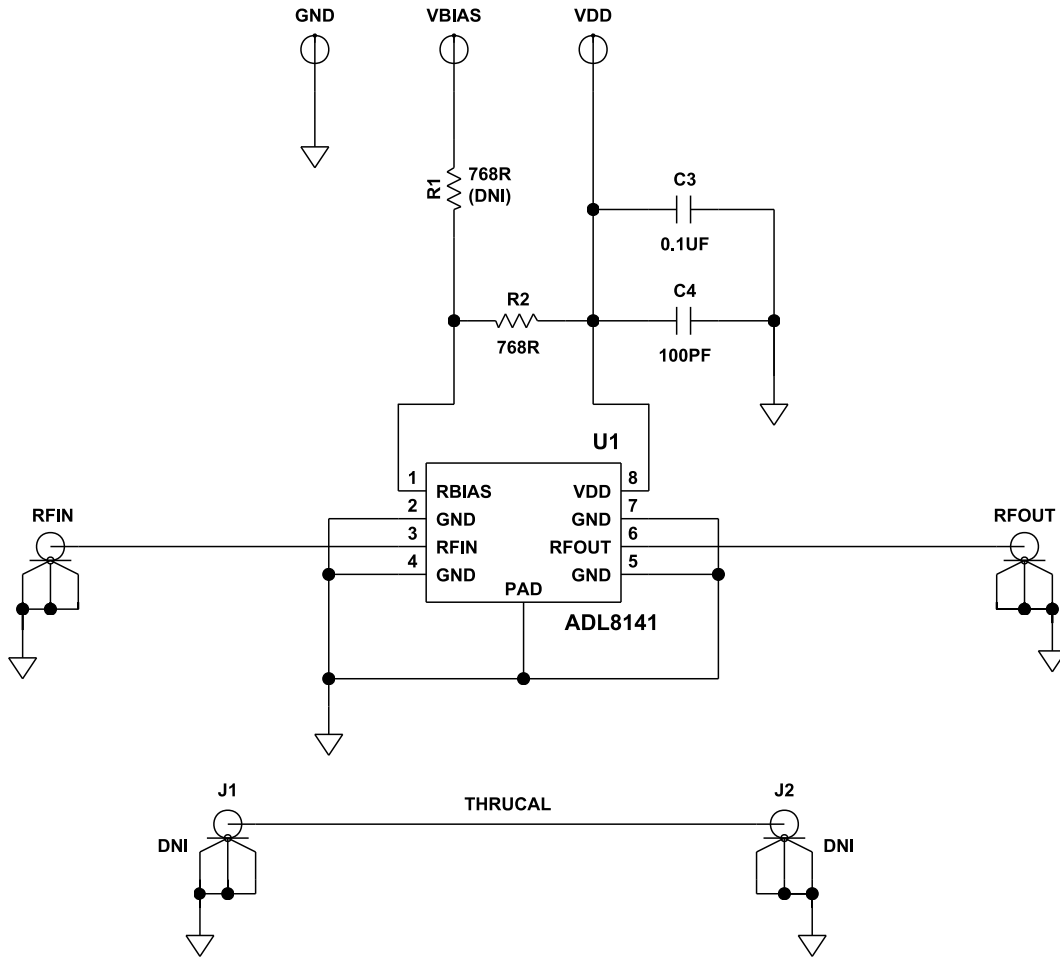 GND
VBIAS
VDD
R1
768R
(DNI)
C3
0.1UF
R2
768R
C4
100PF
U1
1
RBIAS
2
GND
3
RFIN
4
GND
8
VDD
7
GND
6
RFOUT
5
GND
PAD
ADL8141
RFIN
RFOUT
J1
THRUCAL
J2
DNI
DNI